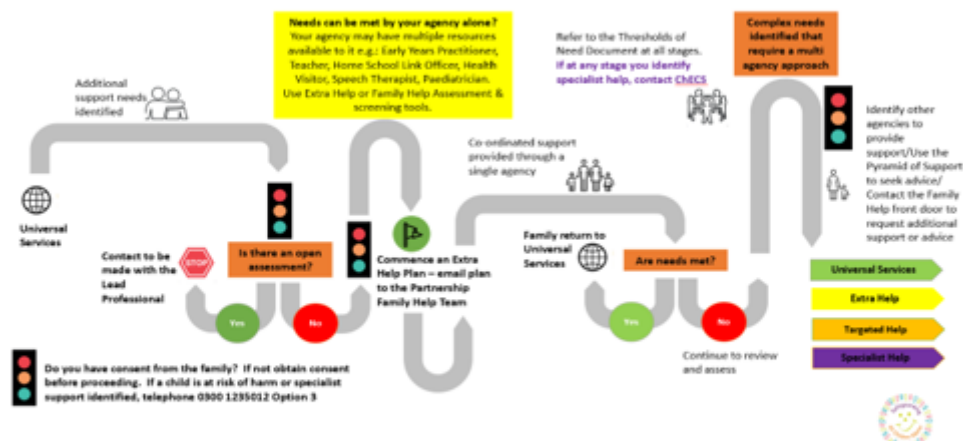 Additional
support needs
identified
Universal
Services
Needs can be met by your agency alone?
Your agency may have multiple resources
available to it e.g.: Early Years Practitioner,
Teacher, Home School Link Officer, Health
Visitor, Speech Therapist, Paediatrician.
Use Extra Help or Family Help Assessment &
screening tools.
Is there an open
assessment?
Contact to be
made with the
Lead
Professional
STOP
Yes
No
Commence an Extra
Help Plan – email plan
to the Partnership
Family Help Team
Co-ordinated support
provided through a
single agency
Family return to
Universal
Services
Are needs met?
Yes
No
Continue to review
and assess
Refer to the Thresholds of
Need Document at all stages.
If at any stage you identify
specialist help, contact ChECS
Complex needs
identified that
require a multi
agency approach
Identify other
agencies to
provide
support/Use the
Pyramid of Support
to seek advice/
Contact the Family
Help front door to
request additional
support or advice
Universal Services
Extra Help
Targeted Help
Specialist Help
Do you have consent from the family? If not obtain consent
before proceeding. If a child is at risk of harm or specialist
support identified, telephone 0300 1235012 Option 3